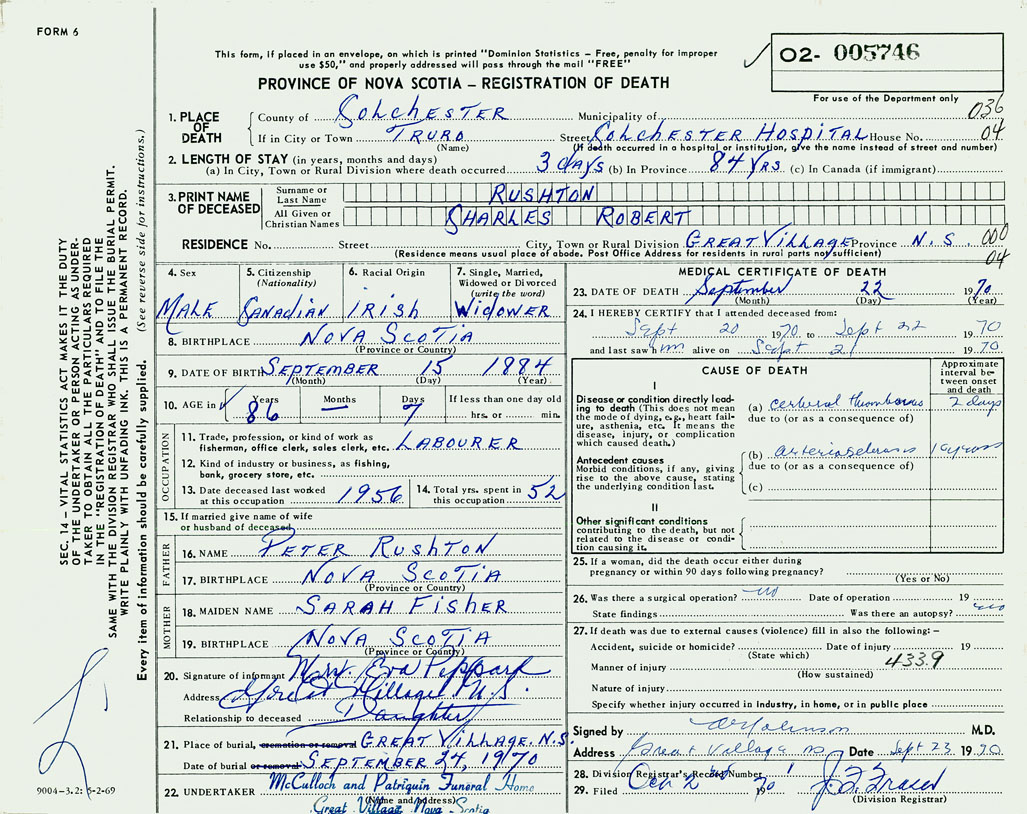 FORM 6
This form, if placed in an envelope, on which is printed "Dominion Statistics — Free, penalty for improper
use $50," and properly addressed will pass through the mail "FREE"
PROVINCE OF NOVA SCOTIA — REGISTRATION OF DEATH
02- 005746
For use of the Department only
036
04
1. PLACE OF DEATH
County of COLCHESTER Municipality of
If in City or Town TRURO Street COLCHESTER HOSPITAL House No.
(Name) (If death occurred in a hospital or institution, give the name instead of street and number)
2. LENGTH OF STAY (in years, months and days)
(a) In City, Town or Rural Division where death occurred 3 days (b) In Province 84 YRS (c) In Canada (if immigrant)
3. PRINT NAME OF DECEASED
Surname or Last Name RUSHTON
All Given or Christian Names CHARLES ROBERT
RESIDENCE No. Street City, Town or Rural Division GREAT VILLAGE Province N.S.
(Residence means usual place of abode. Post Office Address for residents in rural parts not sufficient)
000
04
SEC. 14 — VITAL STATISTICS ACT MAKES IT THE DUTY
OF THE UNDERTAKER OR PERSON ACTING AS UNDER-
TAKER TO OBTAIN ALL THE PARTICULARS REQUIRED
IN THE "REGISTRATION OF DEATH" AND TO FILE THE
SAME WITH THE DIVISION REGISTRAR WHO SHALL ISSUE THE BURIAL PERMIT.
WRITE PLAINLY WITH UNFADING INK. THIS IS A PERMANENT RECORD.
Every item of information should be carefully supplied. (See reverse side for instructions.)
4. Sex
MALE
5. Citizenship
(Nationality)
CANADIAN
6. Racial Origin
IRISH
7. Single, Married,
Widowed or Divorced
(write the word)
WIDOWER
8. BIRTHPLACE NOVA SCOTIA
(Province or Country)
9. DATE OF BIRTH SEPTEMBER 15 1884
(Month) (Day) (Year)
10. AGE in Years Months Days If less than one day old
86 — 7 hrs. or min.
OCCUPATION
11. Trade, profession, or kind of work as
fisherman, office clerk, sales clerk, etc. LABOURER
12. Kind of industry or business, as fishing,
bank, grocery store, etc.
13. Date deceased last worked
at this occupation 1956
14. Total yrs. spent in
this occupation 52
15. If married give name of wife
or husband of deceased
FATHER
16. NAME PETER RUSHTON
17. BIRTHPLACE NOVA SCOTIA
(Province or Country)
MOTHER
18. MAIDEN NAME SARAH FISHER
19. BIRTHPLACE NOVA SCOTIA
(Province or Country)
20. Signature of informant Mary Eva Peppard
Address Great Village N.S.
Relationship to deceased Daughter
21. Place of burial, cremation or removal GREAT VILLAGE. N.S.
Date of burial or removal SEPTEMBER 24, 1970
22. UNDERTAKER McCulloch and Patriquin Funeral Home
(Name and address)
Great Village Nova Scotia
9004-3.2: 5-2-69
MEDICAL CERTIFICATE OF DEATH
23. DATE OF DEATH September 22 1970
(Month) (Day) (Year)
24. I HEREBY CERTIFY that I attended deceased from:
Sept 20 1970 to Sept 22 1970
and last saw him alive on Sept 1970
CAUSE OF DEATH
Approximate
interval be-
tween onset
and death
I
Disease or condition directly lead-
ing to death (This does not mean
the mode of dying, e.g., heart fail-
ure, asthenia, etc. It means the
disease, injury, or complication
which caused death.)
(a) cerebral thrombosis 2 days
due to (or as a consequence of)
Antecedent causes
Morbid conditions, if any, giving
rise to the above cause, stating
the underlying condition last.
(b) arteriosclerosis
due to (or as a consequence of)
(c)
II
Other significant conditions
contributing to the death, but not
related to the disease or condi-
tion causing it.
25. If a woman, did the death occur either during
pregnancy or within 90 days following pregnancy?
(Yes or No)
26. Was there a surgical operation? no Date of operation 19
State findings Was there an autopsy? no
27. If death was due to external causes (violence) fill in also the following: —
Accident, suicide or homicide? Date of injury 19
(State which)
433.9
Manner of injury
(How sustained)
Nature of injury
Specify whether injury occurred in industry, in home, or in public place
Signed by M.D.
Address Great Village NS Date Sept 23 1970
28. Division Registrar's Record Number
29. Filed Oct 2 1970 Fraser
(Division Registrar)